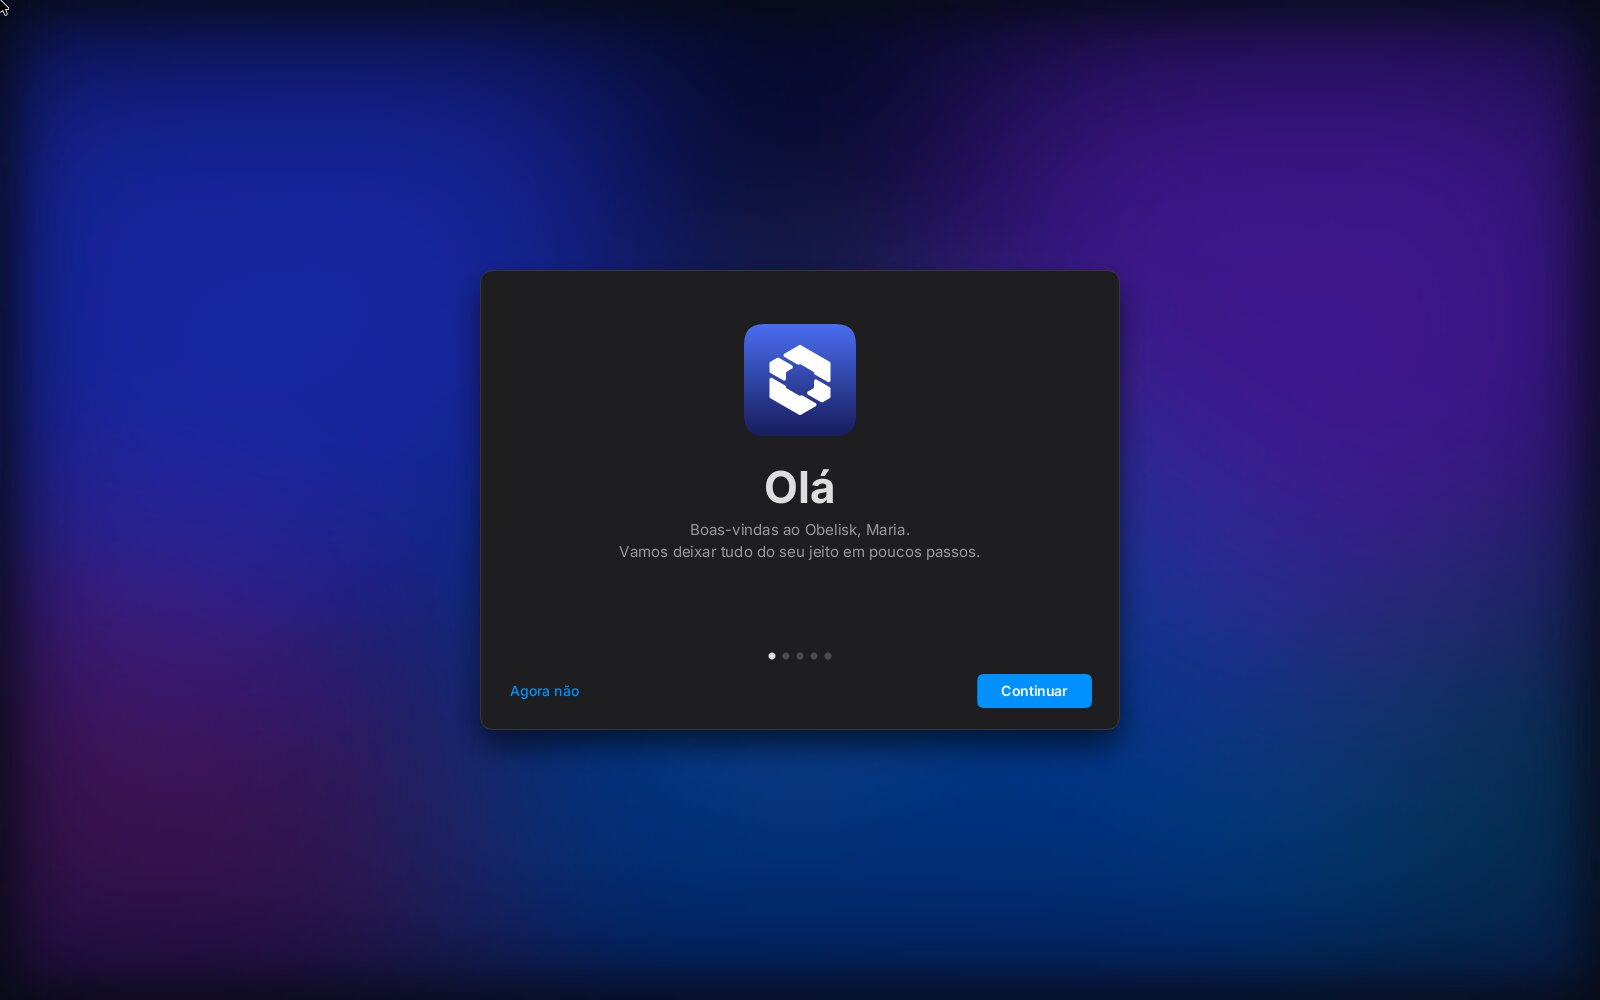 Olá
Boas-vindas ao Obelisk, Maria.
Vamos deixar tudo do seu jeito em poucos passos.
Agora não
Continuar